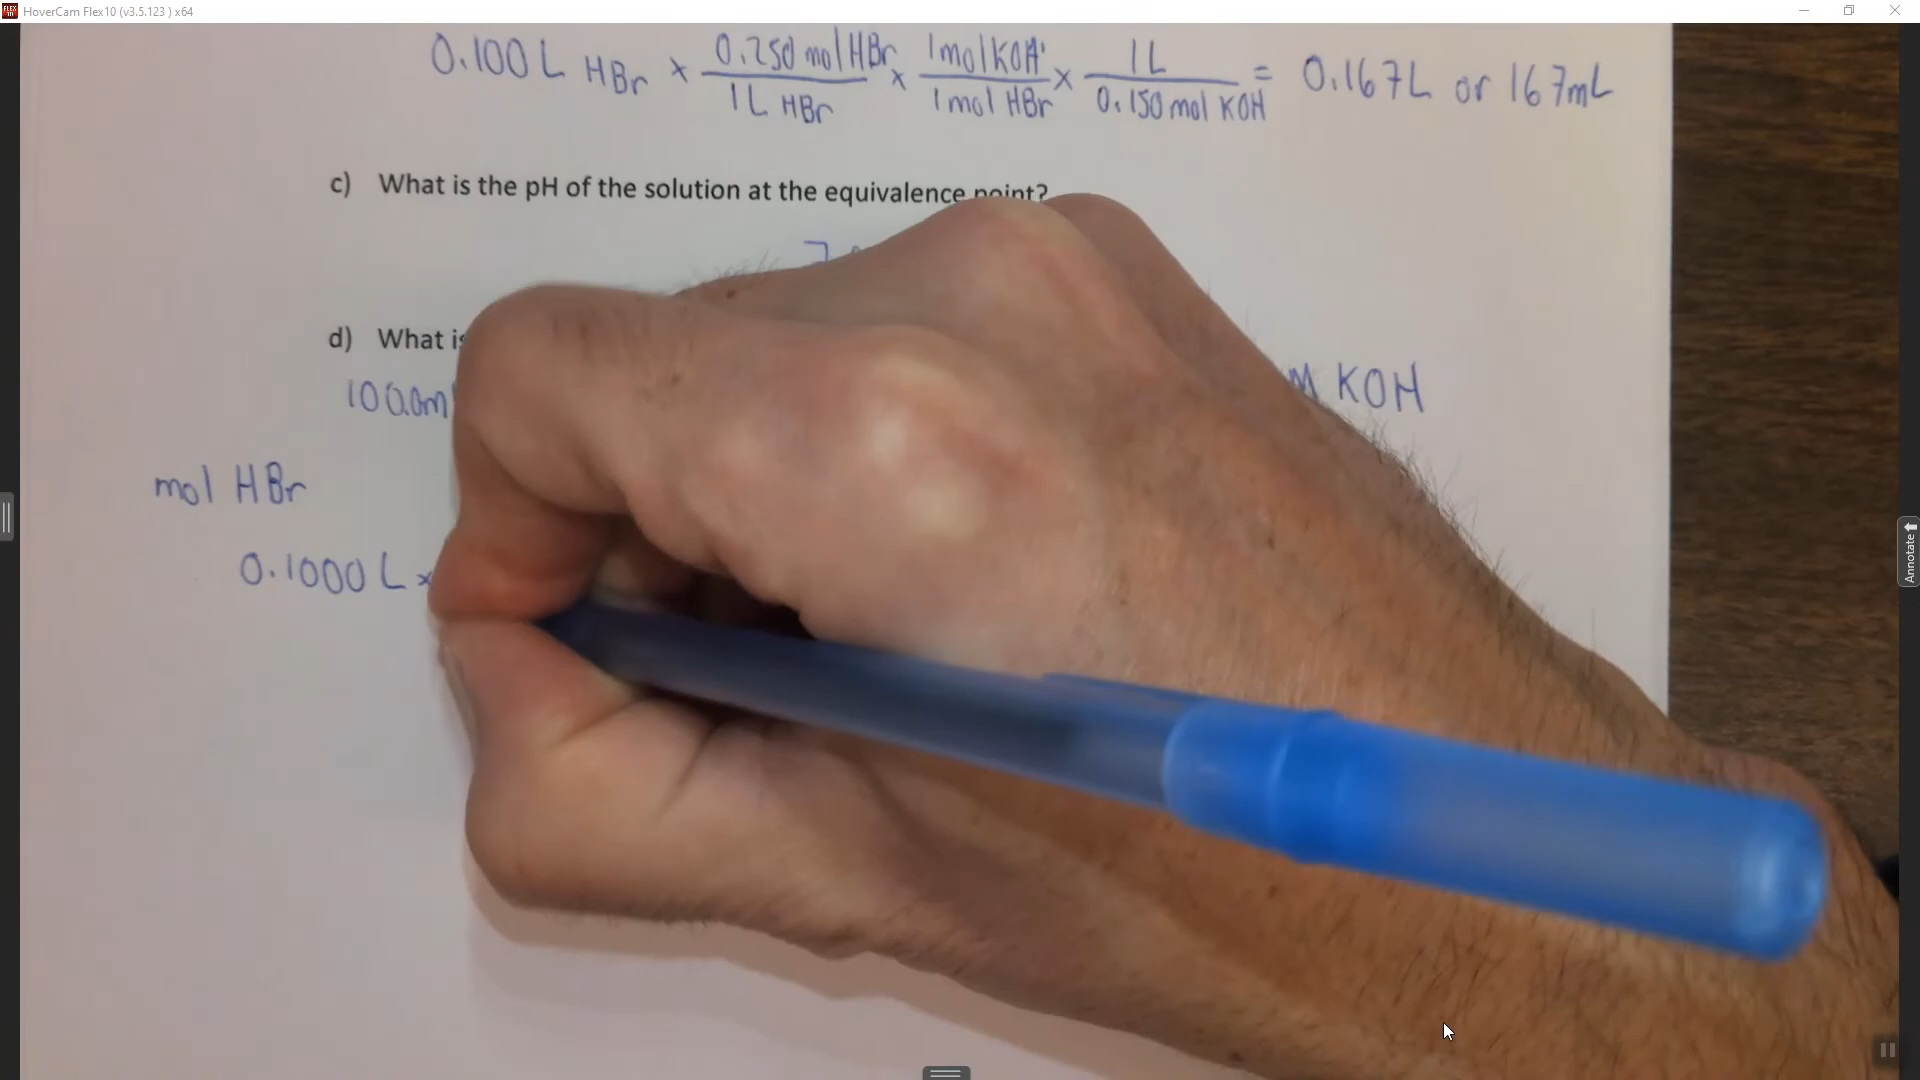 HoverCam Flex10 (v3.5.123 ) x64
0.100 L HBr x 0.250 mol HBr / 1 L HBr x 1 mol KOH / 1 mol HBr x 1 L / 0.150 mol KOH = 0.167 L or 167 mL
c) What is the pH of the solution at the equivalence point?
7
d) What is
100.0m M KOH
mol HBr
0.1000 L x
Annotate